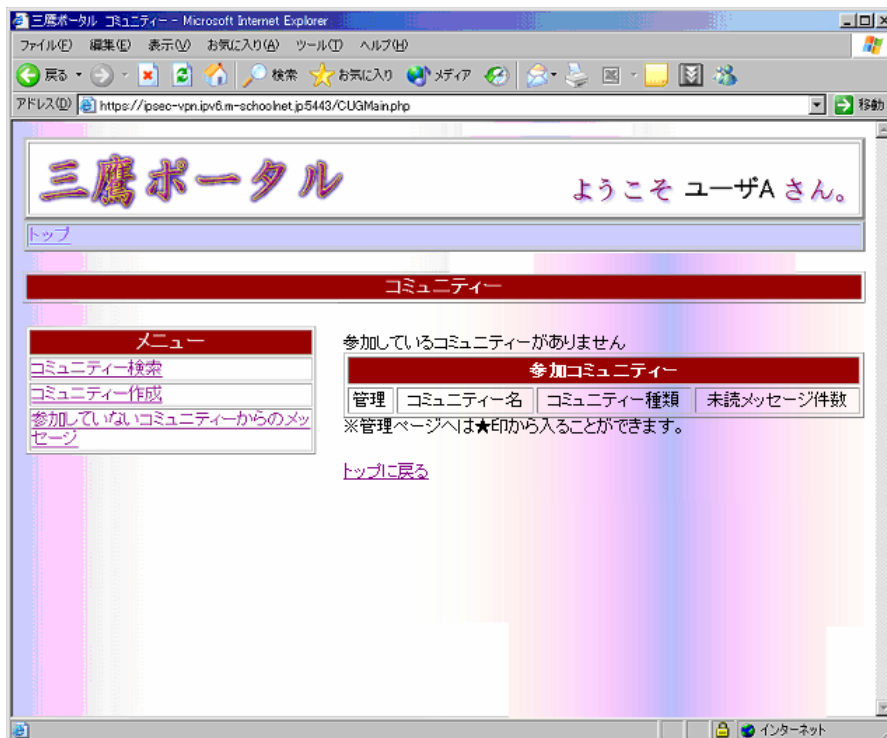 三鷹ポータル コミュニティー - Microsoft Internet Explorer
ファイル(F) 編集(E) 表示(V) お気に入り(A) ツール(T) ヘルプ(H)
戻る 検索 お気に入り メディア
アドレス(D) https://ipsec-vpn.ipv6.m-schoolnet.jp:5443/CUGMain.php 移動
三鷹ポータル ようこそ ユーザA さん。
トップ
コミュニティー
メニュー
コミュニティー検索
コミュニティー作成
参加していないコミュニティーからのメッ
セージ
参加しているコミュニティーがありません
参加コミュニティー
管理 コミュニティー名 コミュニティー種類 未読メッセージ件数
※管理ページへは★印から入ることができます。
トップに戻る
インターネット